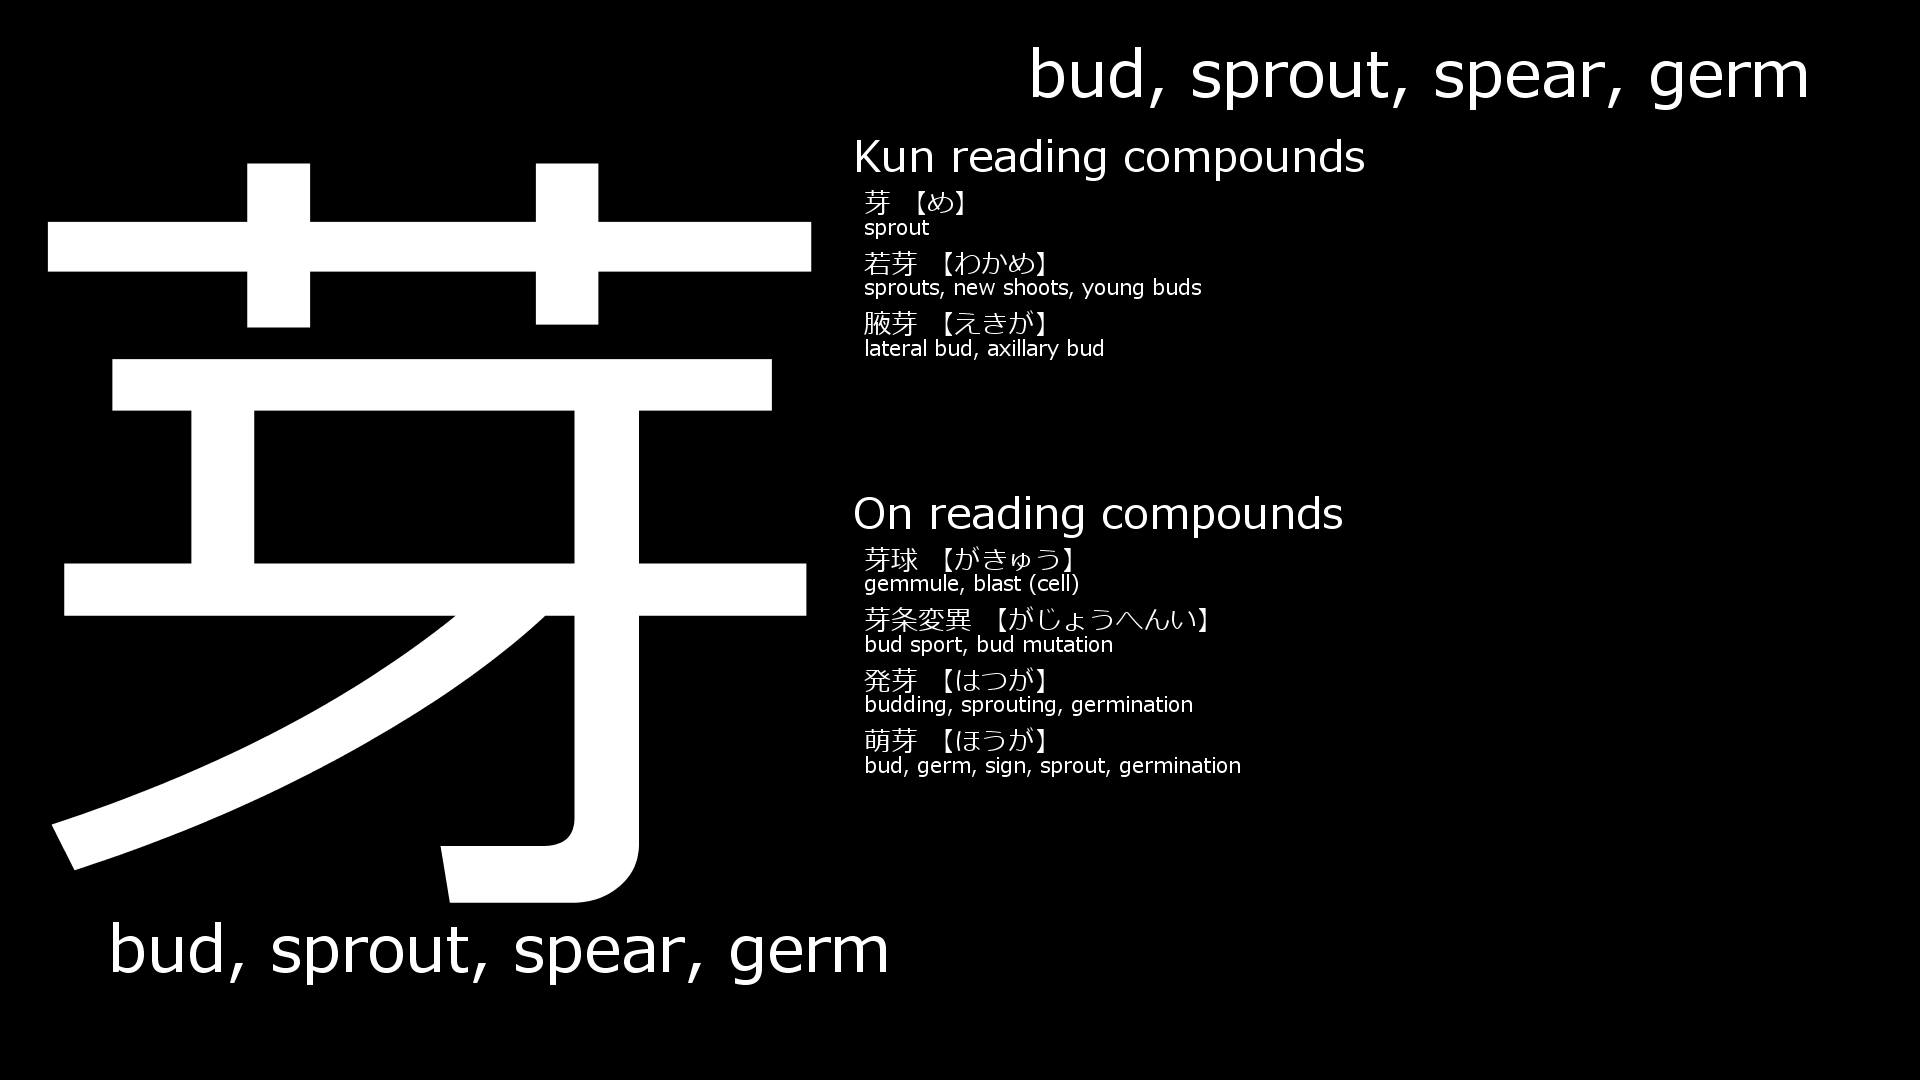 芽
bud, sprout, spear, germ
bud, sprout, spear, germ
Kun reading compounds
芽 【め】
sprout
若芽 【わかめ】
sprouts, new shoots, young buds
腋芽 【えきが】
lateral bud, axillary bud
On reading compounds
芽球 【がきゅう】
gemmule, blast (cell)
芽条変異 【がじょうへんい】
bud sport, bud mutation
発芽 【はつが】
budding, sprouting, germination
萌芽 【ほうが】
bud, germ, sign, sprout, germination